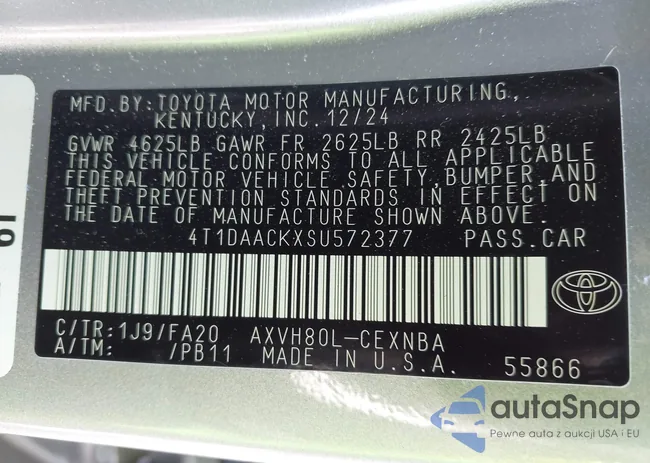 MFD. BY: TOYOTA MOTOR MANUFACTURING,
KENTUCKY, INC. 12/24
GVWR 4625LB GAWR FR 2625LB RR 2425LB
THIS VEHICLE CONFORMS TO ALL APPLICABLE
FEDERAL MOTOR VEHICLE SAFETY, BUMPER, AND
THEFT PREVENTION STANDARDS IN EFFECT ON
THE DATE OF MANUFACTURE SHOWN ABOVE.
4T1DAACKXSU572377 PASS. CAR
C/TR: 1J9/FA20 AXVH80L-CEXNBA
A/TM: /PB11 MADE IN U.S.A. 55866
autaSnap
Pewne auta z aukcji USA i EU